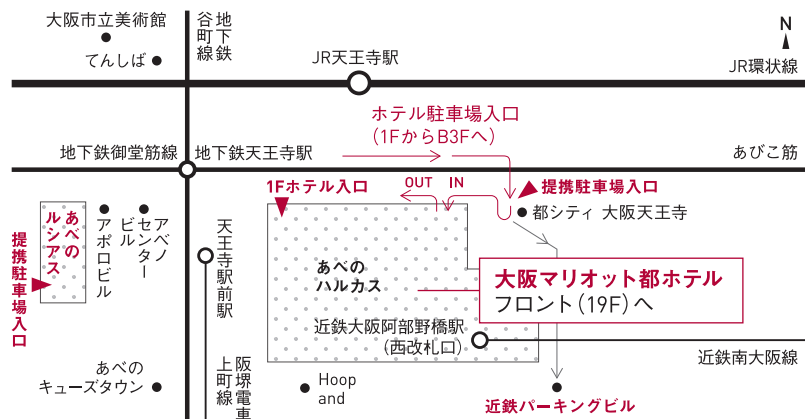 大阪市立美術館
てんしば
地下鉄
谷町線
JR天王寺駅
N
JR環状線
ホテル駐車場入口
(1FからB3Fへ)
地下鉄御堂筋線
地下鉄天王寺駅
あびこ筋
1Fホテル入口
OUT
IN
提携駐車場入口
都シティ 大阪天王寺
あべの
ルシアス
提携駐車場入口
アポロビル
アベノ
センター
ビル
天王寺駅前駅
あべの
ハルカス
大阪マリオット都ホテル
フロント(19F)へ
近鉄大阪阿部野橋駅
(西改札口)
近鉄南大阪線
あべの
キューズタウン
阪堺電車
上町線
Hoop
and
近鉄パーキングビル